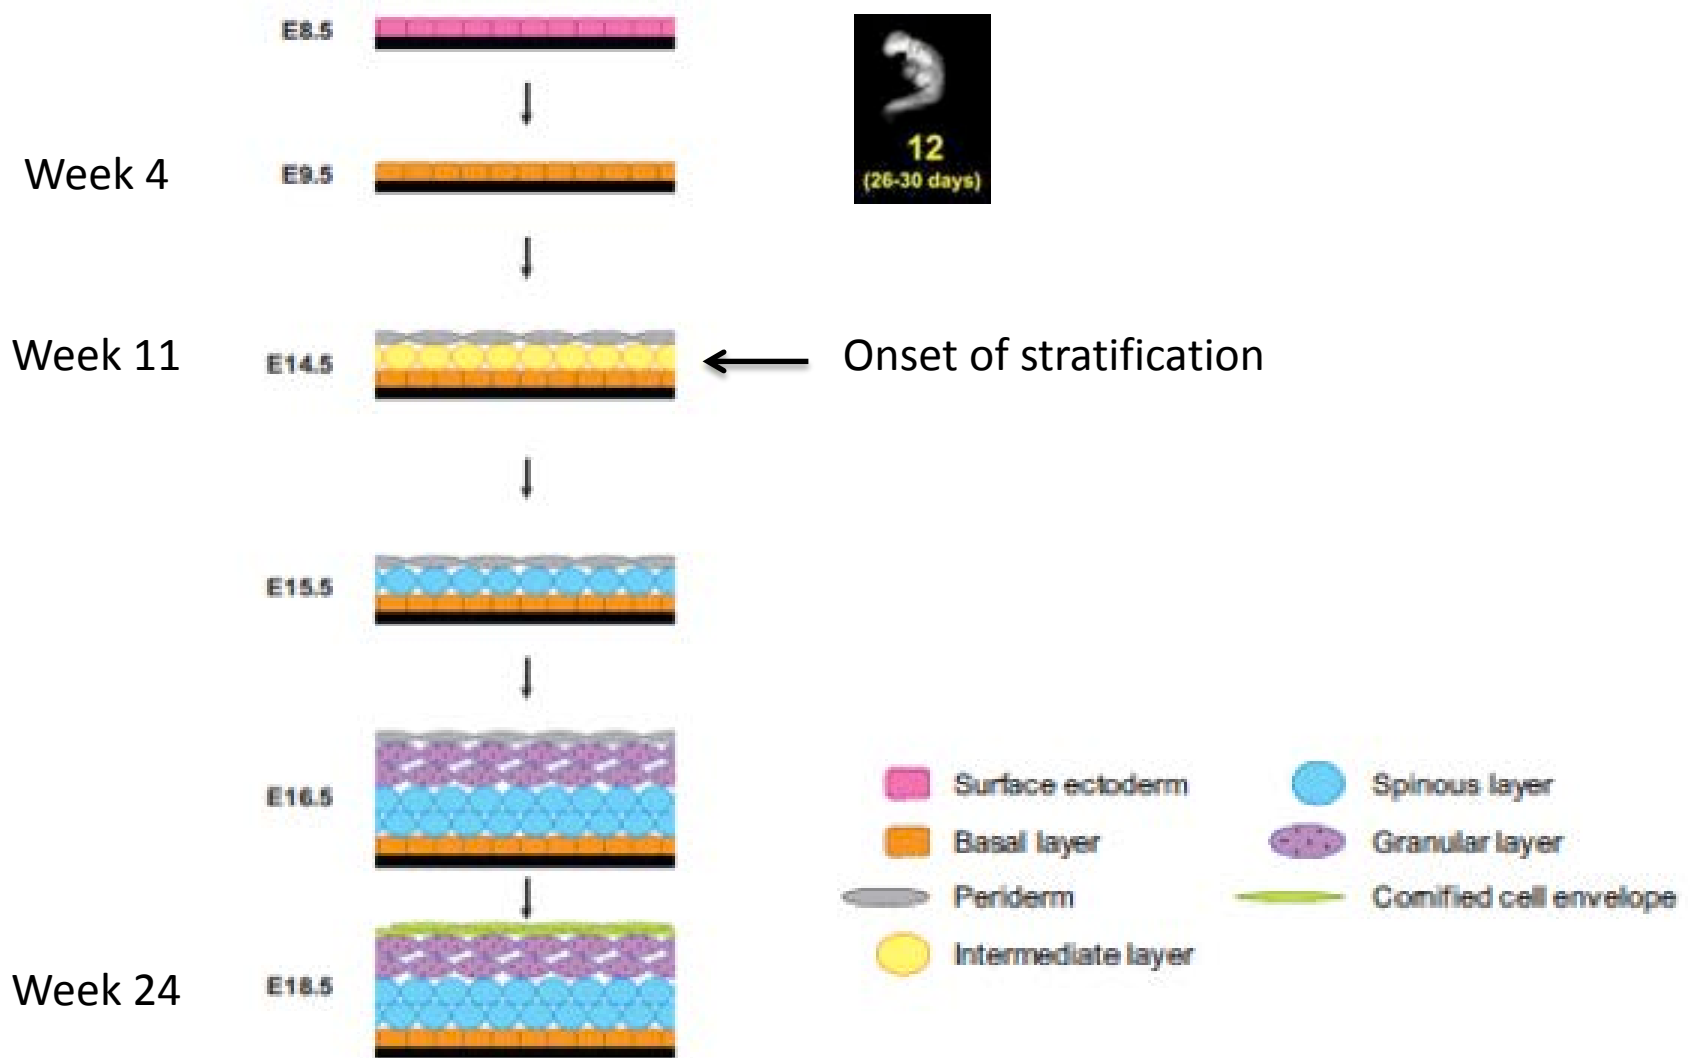 E8.5
12
(26-30 days)
Week 4
E9.5
Week 11
E14.5
Onset of stratification
E15.5
E16.5
Surface ectoderm
Spinous layer
Basal layer
Granular layer
Periderm
Cornified cell envelope
Intermediate layer
Week 24
E18.5